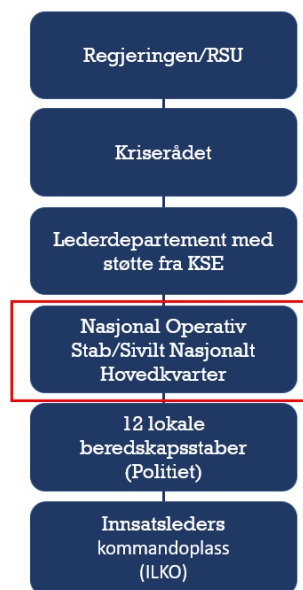 Regjeringen/RSU
Kriserådet
Lederdepartement med
støtte fra KSE
Nasjonal Operativ
Stab/Sivilt Nasjonalt
Hovedkvarter
12 lokale
beredskapsstaber
(Politiet)
Innsatsleders
kommandoplass
(ILKO)